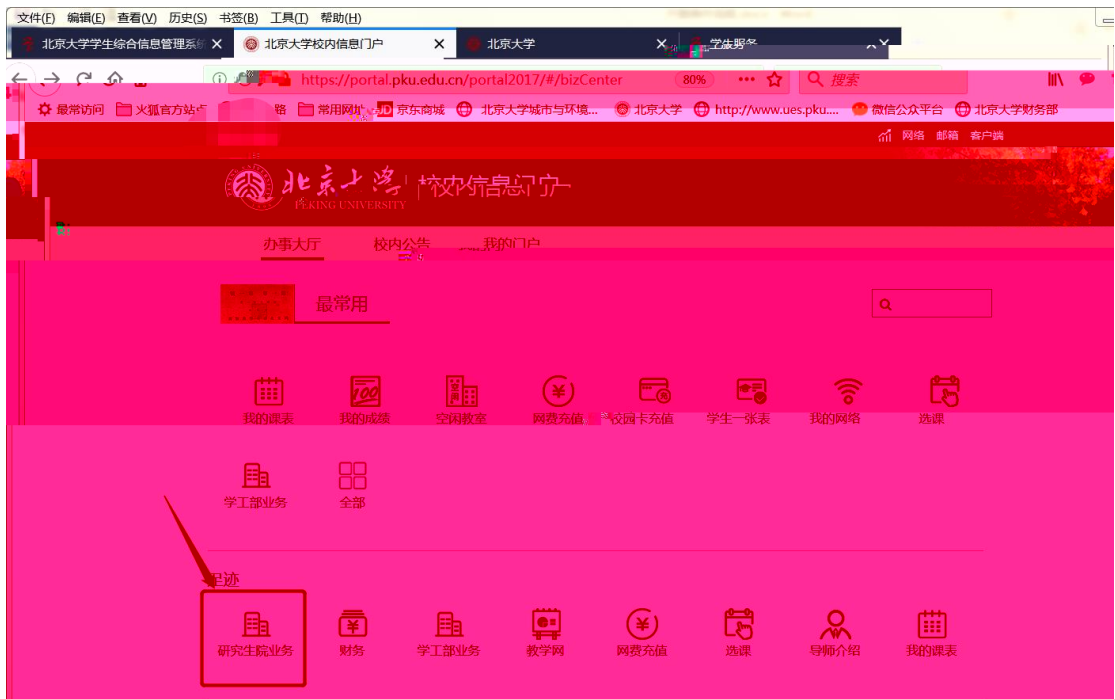 文件(F) 编辑(E) 查看(V) 历史(S) 书签(B) 工具(T) 帮助(H)
北京大学学生综合信息管理系统 北京大学校内信息门户 北京大学 学生服务
https://portal.pku.edu.cn/portal2017/#/bizCenter 80% 搜索
最常访问 火狐官方站点 常用网址 京东商城 北京大学城市与环境... 北京大学 http://www.ues.pku.... 微信公众平台 北京大学财务部
网络 邮箱 客户端
北京大学 校内信息门户
PEKING UNIVERSITY
办事大厅 校内公告 我的门户
最常用
我的课表 我的成绩 空闲教室 网费充值 校园卡充值 学生一张表 我的网络 选课
学工部业务 全部
足迹
研究生院业务 财务 学工部业务 教学网 网费充值 选课 导师介绍 我的课表